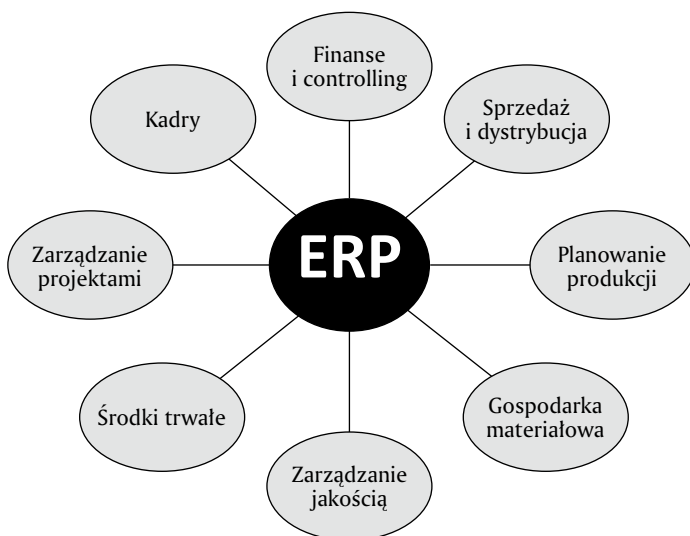 Finanse
i controlling
Kadry
Sprzedaż
i dystrybucja
ERP
Zarządzanie
projektami
Planowanie
produkcji
Środki trwałe
Gospodarka
materiałowa
Zarządzanie
jakością